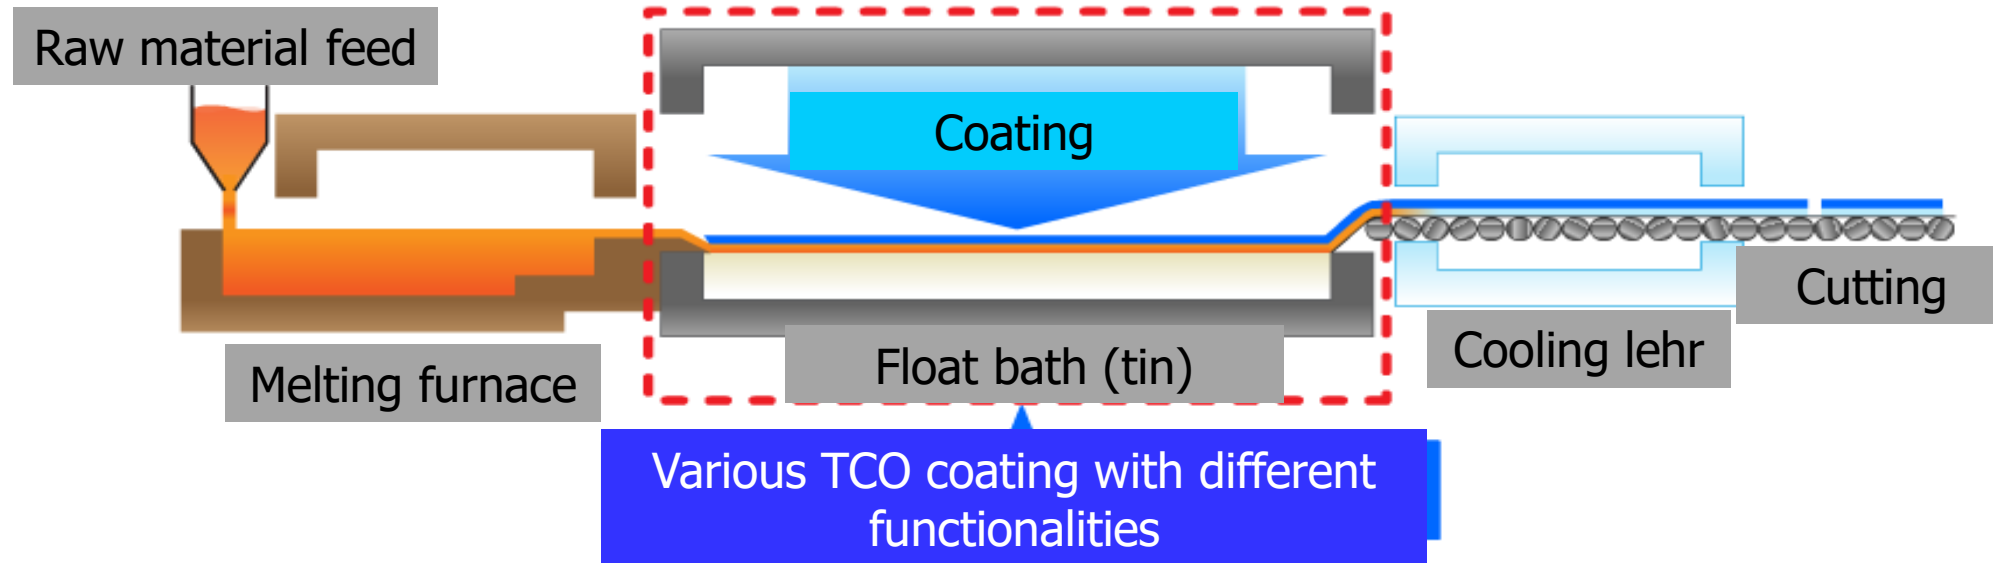 Raw material feed
Coating
Cutting
Cooling lehr
Float bath (tin)
Melting furnace
Various TCO coating with different
functionalities